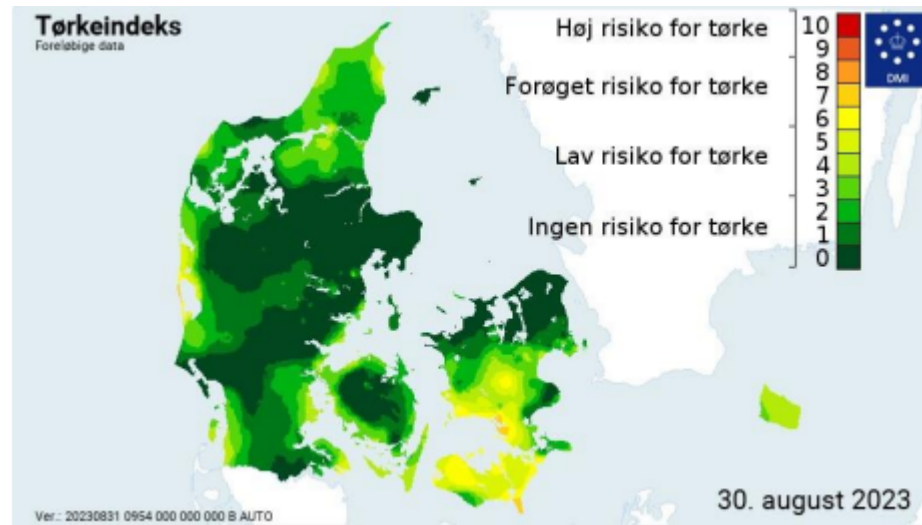 Tørkeindeks
Foreløbige data
Høj risiko for tørke
Forøget risiko for tørke
Lav risiko for tørke
Ingen risiko for tørke
10
9
8
7
6
5
4
3
2
1
0
DMI
30. august 2023
Ver.: 20230831 0954 000 000 000 B AUTO